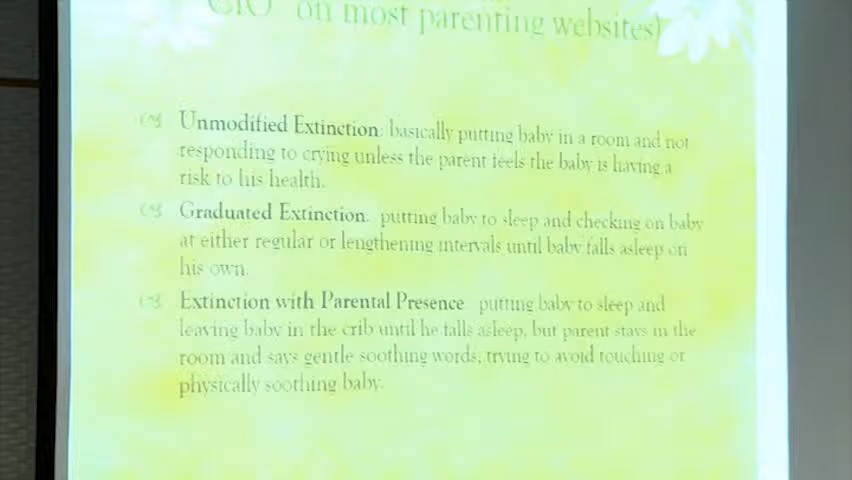 "CIO" on most parenting websites)
Unmodified Extinction: basically putting baby in a room and not
responding to crying unless the parent feels the baby is having a
risk to his health.
Graduated Extinction: putting baby to sleep and checking on baby
at either regular or lengthening intervals until baby falls asleep on
his own.
Extinction with Parental Presence putting baby to sleep and
leaving baby in the crib until he falls asleep, but parent stays in the
room and says gentle soothing words, trying to avoid touching or
physically soothing baby.